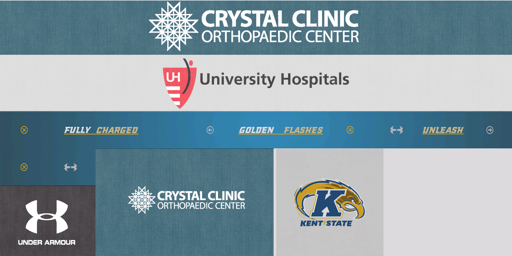 CRYSTAL CLINIC
ORTHOPAEDIC CENTER
UH University Hospitals
FULLY CHARGED
GOLDEN FLASHES
UNLEASH
UNDER ARMOUR
CRYSTAL CLINIC
ORTHOPAEDIC CENTER
K
KENT STATE